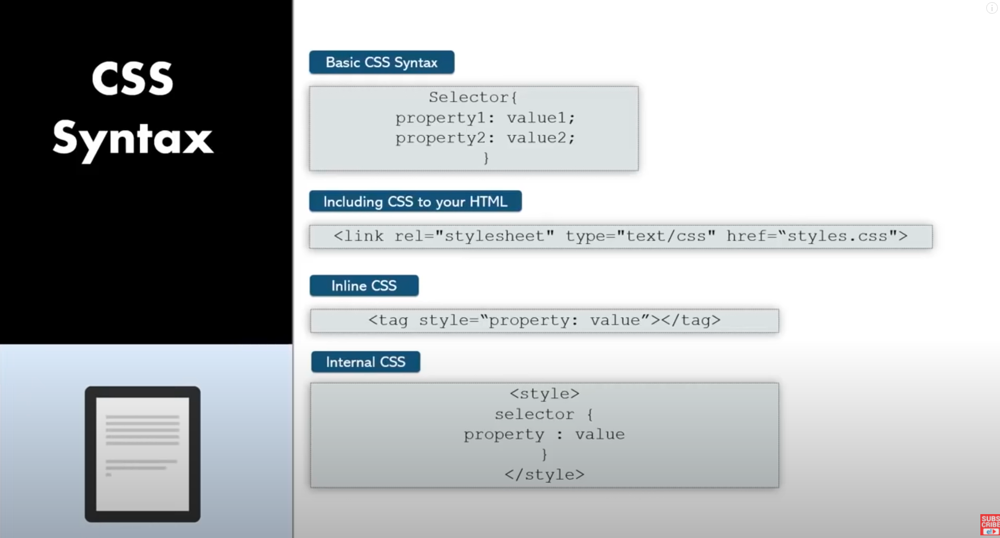 CSS
Syntax
Basic CSS Syntax
Selector{
property1: value1;
property2: value2;
}
Including CSS to your HTML
<link rel="stylesheet" type="text/css" href=“styles.css">
Inline CSS
<tag style=“property: value”></tag>
Internal CSS
<style>
selector {
property : value
}
</style>
SUBS
CRIBE
e!